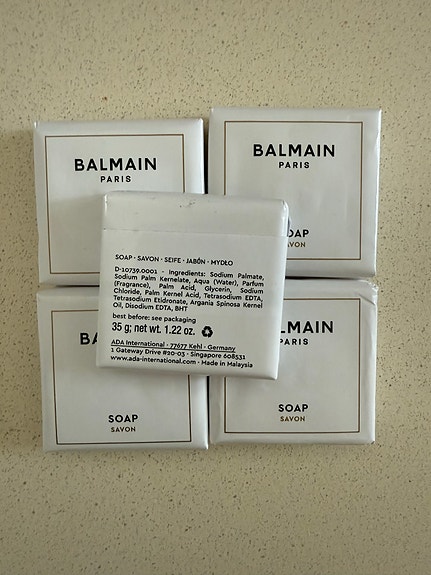 BALMAIN
PARIS
BALMAIN
PARIS
SOAP
SAVON
SOAP · SAVON · SEIFE · JABÓN · MYDŁO
D-10739.0001 · Ingredients: Sodium Palmate,
Sodium Palm Kernelate, Aqua (Water), Parfum
(Fragrance), Palm Acid, Glycerin, Sodium
Chloride, Palm Kernel Acid, Tetrasodium EDTA,
Tetrasodium Etidronate, Argania Spinosa Kernel
Oil, Disodium EDTA, BHT
best before: see packaging
35 g; net wt. 1.22 oz.
ADA International · 77677 Kehl · Germany
1 Gateway Drive #20-03 · Singapore 608531
www.ada-international.com · Made in Malaysia
BA
SOAP
SAVON
MAIN
PARIS
SOAP
SAVON